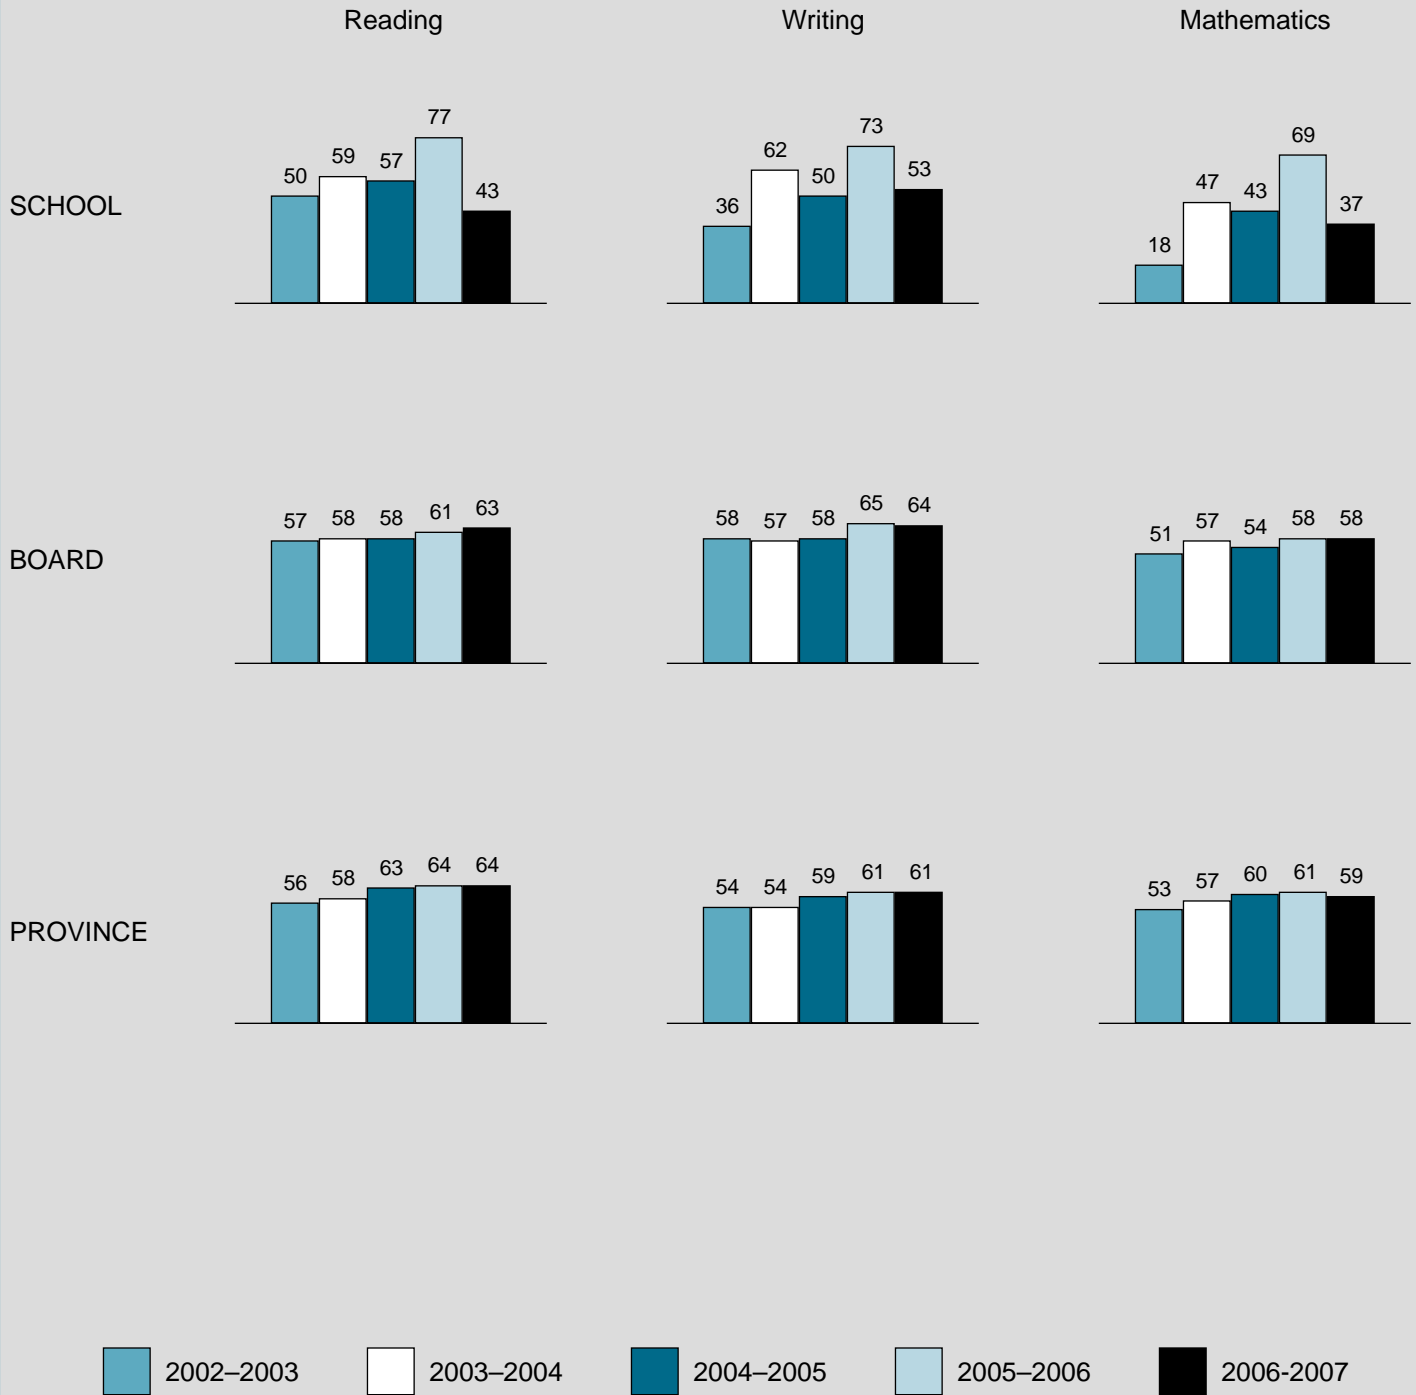 Reading Writing Mathematics
SCHOOL
50 59 57 77 43
36 62 50 73 53
18 47 43 69 37
BOARD
57 58 58 61 63
58 57 58 65 64
51 57 54 58 58
PROVINCE
56 58 63 64 64
54 54 59 61 61
53 57 60 61 59
2002–2003 2003–2004 2004–2005 2005–2006 2006-2007